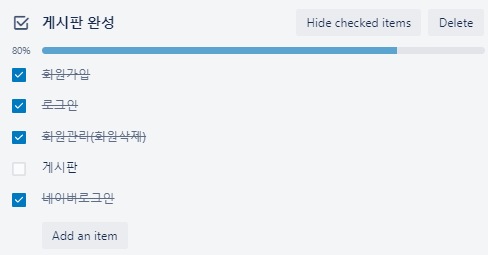 게시판 완성
Hide checked items
Delete
80%
회원가입
로그인
회원관리(회원삭제)
게시판
네이버로그인
Add an item